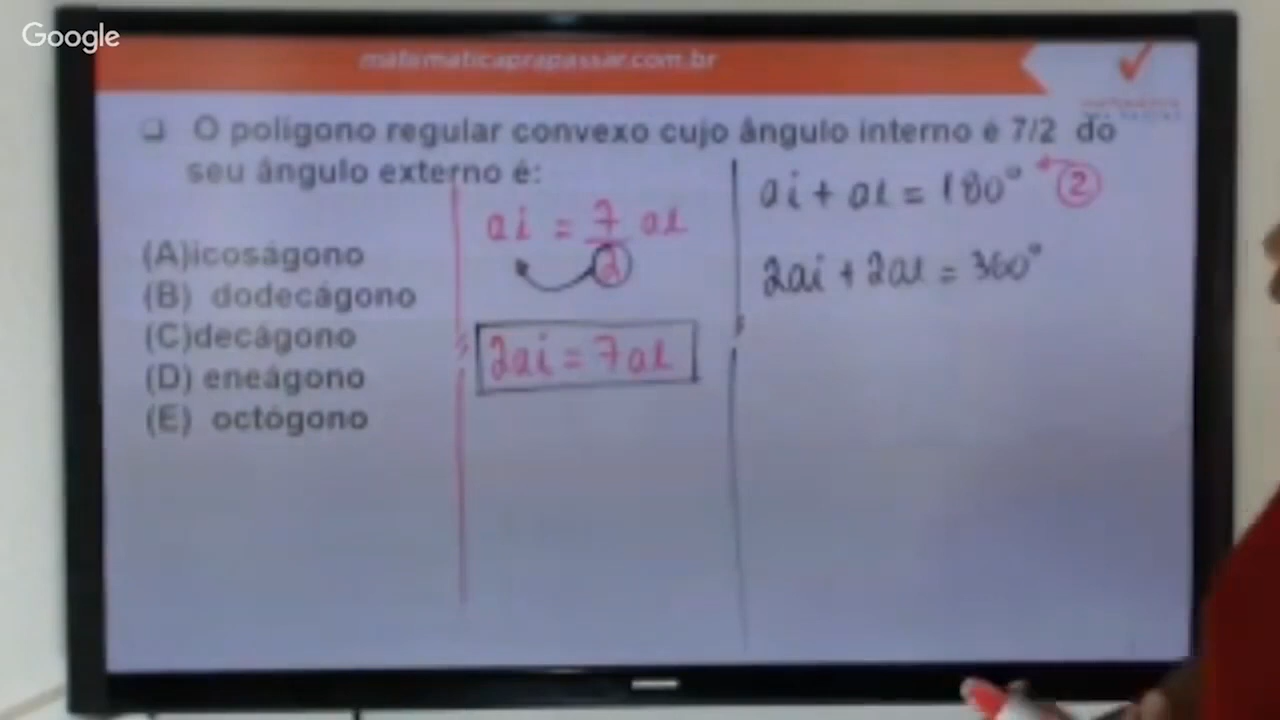 Google
matematicaprapassar.com.br
O polígono regular convexo cujo ângulo interno é 7/2 do
seu ângulo externo é:
(A)icoságono
(B) dodecágono
(C)decágono
(D) eneágono
(E) octógono
ai = 7/2 ae
2ai = 7ae
ai + ae = 180° 2
2ai + 2ae = 360°